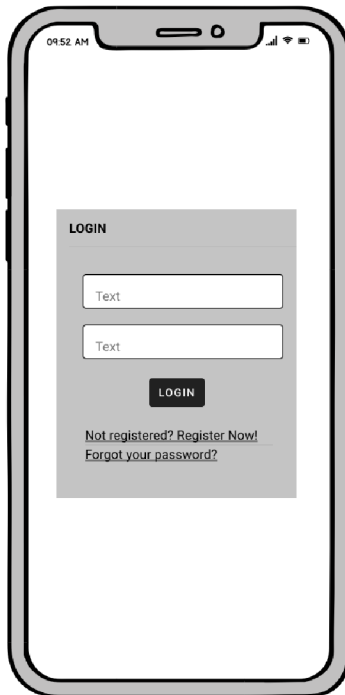 09:52 AM
LOGIN
Text
Text
LOGIN
Not registered? Register Now!
Forgot your password?